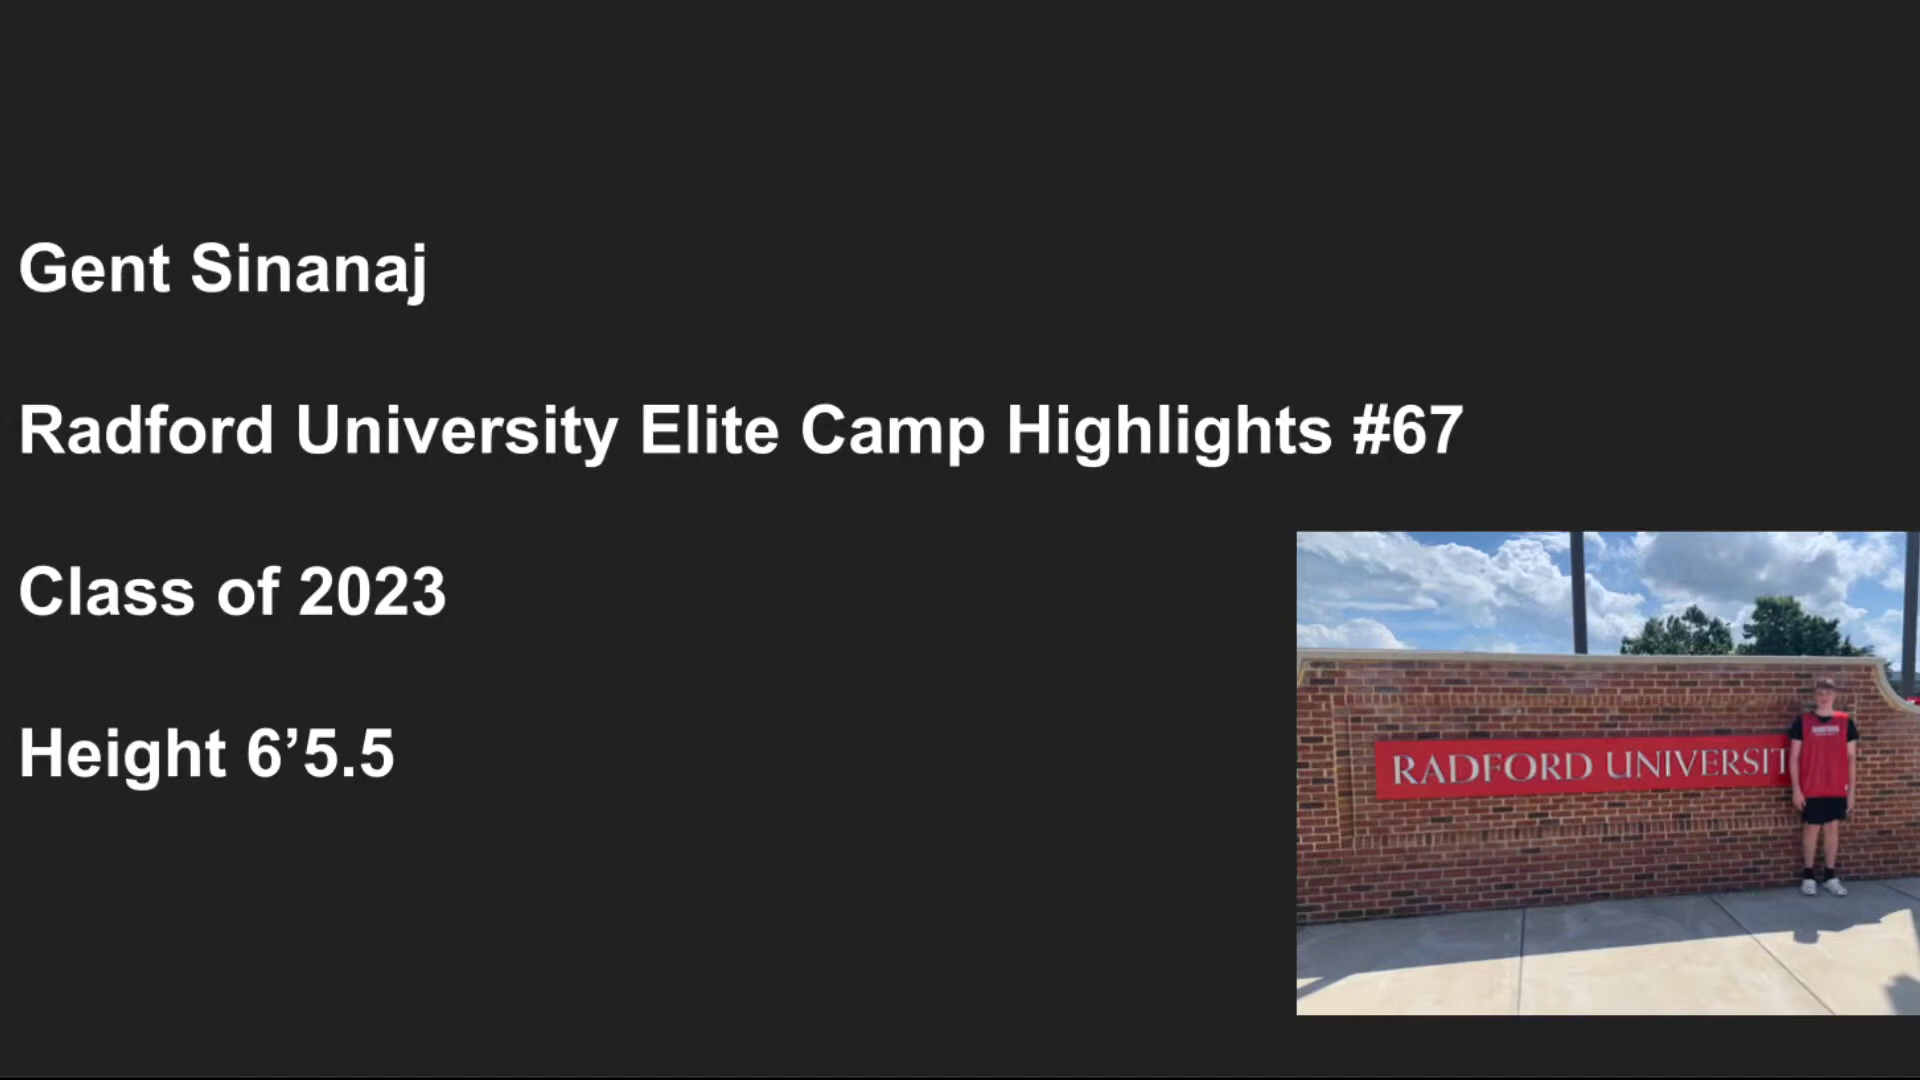 Gent Sinanaj
Radford University Elite Camp Highlights #67
Class of 2023
Height 6’5.5
RADFORD UNIVERSIT